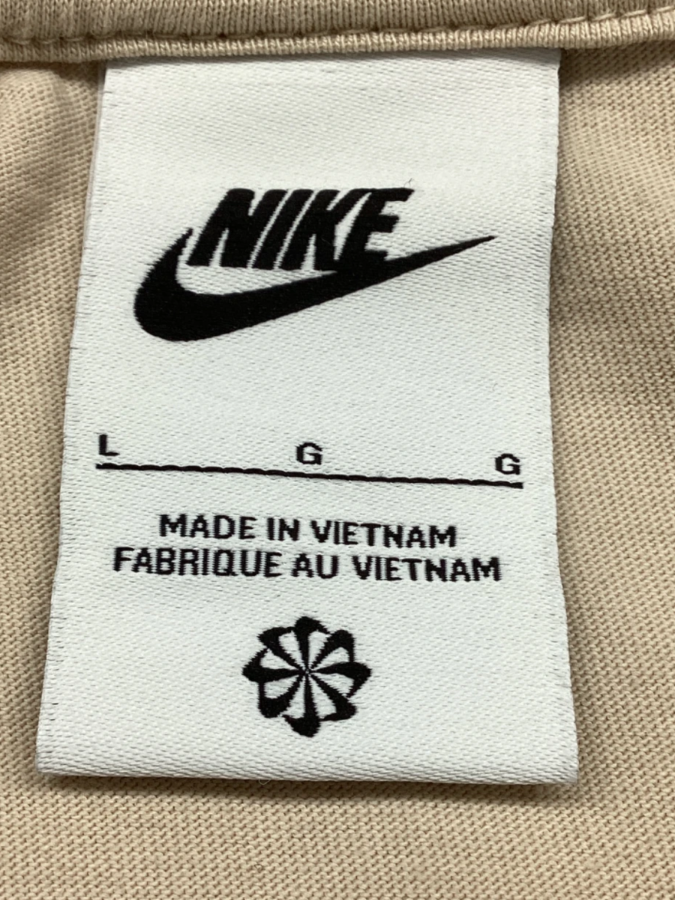 NIKE
L G G
MADE IN VIETNAM
FABRIQUE AU VIETNAM